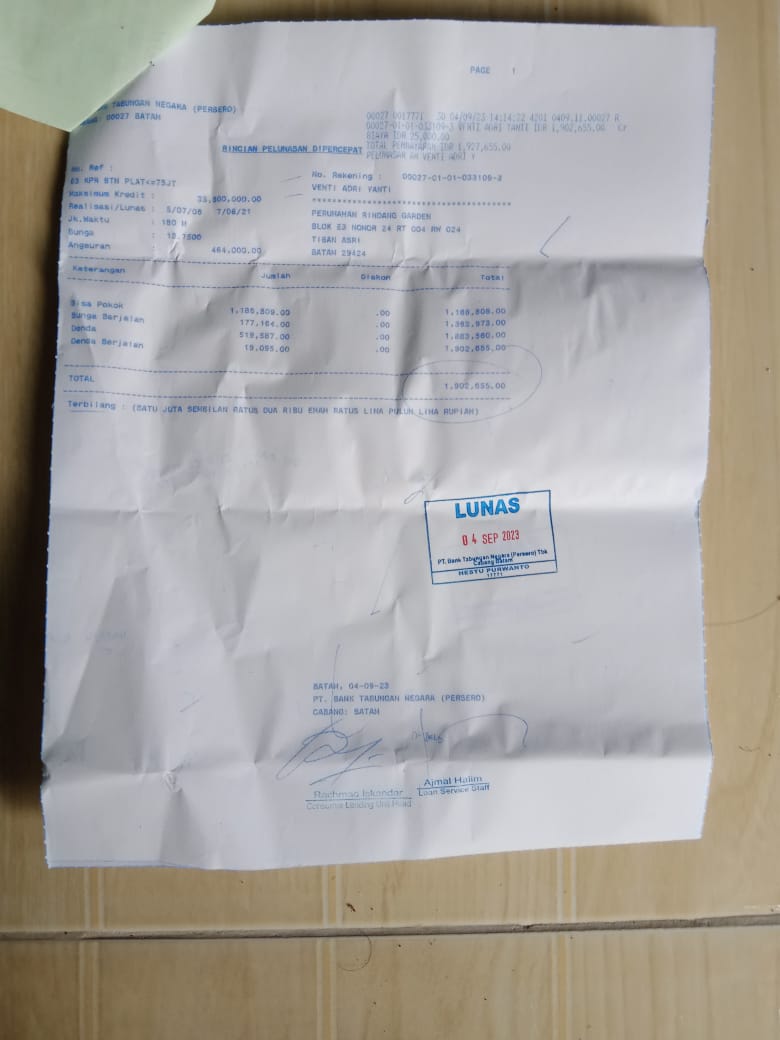 PAGE 1
TABUNGAN NEGARA (PERSERO)
00027 BATAM
00027 0017771 30 04/09/23 14:14:22 4201 0409.11.00027 R
00027-01-01-033109-3 VENTI ADRI YANTI IDR 1,902,655.00 Kr
BIAYA IDR 25,000.00
TOTAL PEMBAYARAN IDR 1,927,655.00
PELUNASAN AN VENTI ADRI Y
RINCIAN PELUNASAN DIPERCEPAT
No. Ref :
63 KPR BTN PLAT<=75JT
Maksimum Kredit :
Realisasi/Lunas : 5/07/06 7/06/21
Jk.Waktu : 180 M
Bunga :
Angsuran 464,000.00
No. Rekening : 00027-01-01-033109-3
VENTI ADRI YANTI
****************************************
PERUMAHAN RINDANG GARDEN
BLOK E3 NOMOR 24 RT 004 RW 024
TIBAN ASRI
BATAM 29424
Keterangan Jumlah Diskon Total
Sisa Pokok 1,186,809.00 .00 1,186,809.00
Bunga Berjalan 177,164.00 .00 1,363,973.00
Denda 519,587.00 .00 1,883,560.00
Denda Berjalan 19,095.00 .00 1,902,655.00
TOTAL 1,902,655.00
Terbilang : (SATU JUTA SEMBILAN RATUS DUA RIBU ENAM RATUS LIMA PULUH LIMA RUPIAH)
LUNAS
04 SEP 2023
PT. Bank Tabungan Negara (Persero) Tbk
Cabang Batam
HESTU PURWANTO
17771
BATAM, 04-09-23
PT. BANK TABUNGAN NEGARA (PERSERO)
CABANG: BATAM
Rachmad Iskandar
Consumer Lending Unit Head
Ajmal Halim
Loan Service Staff